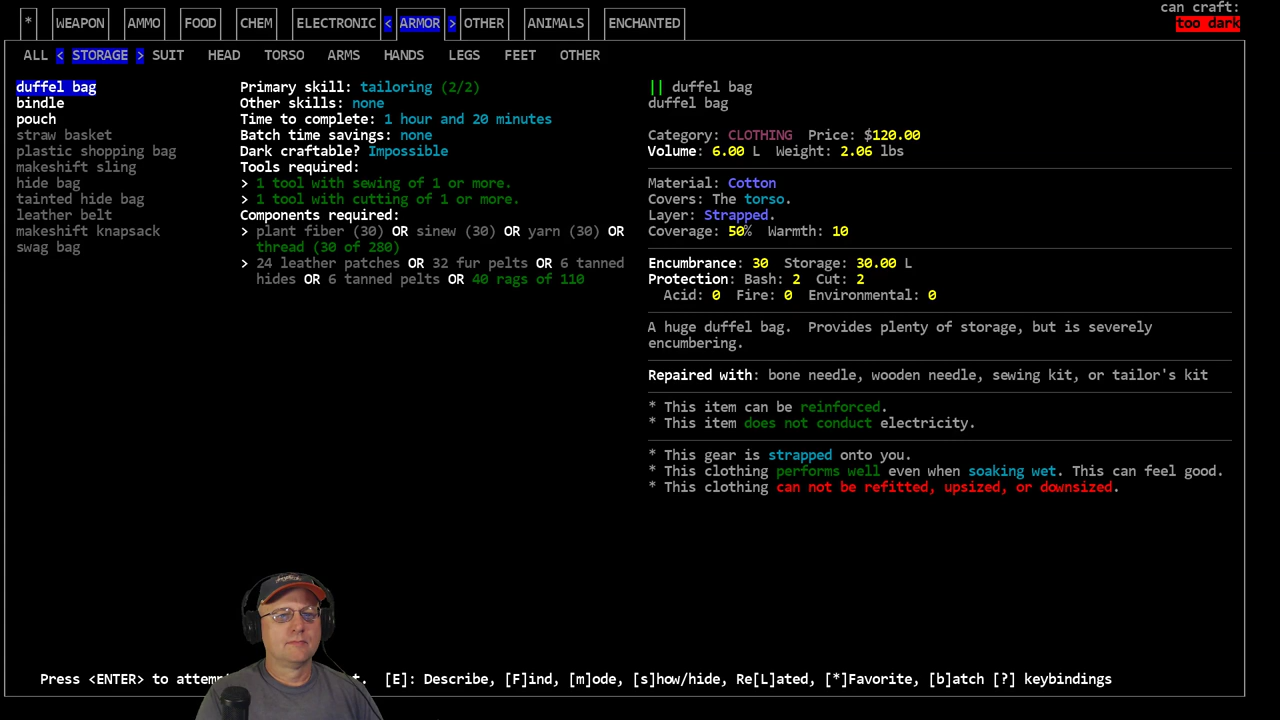 can craft:
* WEAPON AMMO FOOD CHEM ELECTRONIC < ARMOR > OTHER ANIMALS ENCHANTED too dark
ALL < STORAGE > SUIT HEAD TORSO ARMS HANDS LEGS FEET OTHER
duffel bag
bindle
pouch
straw basket
plastic shopping bag
makeshift sling
hide bag
tainted hide bag
leather belt
makeshift knapsack
swag bag
Primary skill: tailoring (2/2)
Other skills: none
Time to complete: 1 hour and 20 minutes
Batch time savings: none
Dark craftable? Impossible
Tools required:
> 1 tool with sewing of 1 or more.
> 1 tool with cutting of 1 or more.
Components required:
> plant fiber (30) OR sinew (30) OR yarn (30) OR
thread (30 of 280)
> 24 leather patches OR 32 fur pelts OR 6 tanned
hides OR 6 tanned pelts OR 40 rags of 110
|| duffel bag
duffel bag
Category: CLOTHING Price: $120.00
Volume: 6.00 L Weight: 2.06 lbs
Material: Cotton
Covers: The torso.
Layer: Strapped.
Coverage: 50% Warmth: 10
Encumbrance: 30 Storage: 30.00 L
Protection: Bash: 2 Cut: 2
Acid: 0 Fire: 0 Environmental: 0
A huge duffel bag. Provides plenty of storage, but is severely
encumbering.
Repaired with: bone needle, wooden needle, sewing kit, or tailor's kit
* This item can be reinforced.
* This item does not conduct electricity.
* This gear is strapped onto you.
* This clothing performs well even when soaking wet. This can feel good.
* This clothing can not be refitted, upsized, or downsized.
Press <ENTER> to attem t. [E]: Describe, [F]ind, [m]ode, [s]how/hide, Re[L]ated, [*]Favorite, [b]atch [?] keybindings